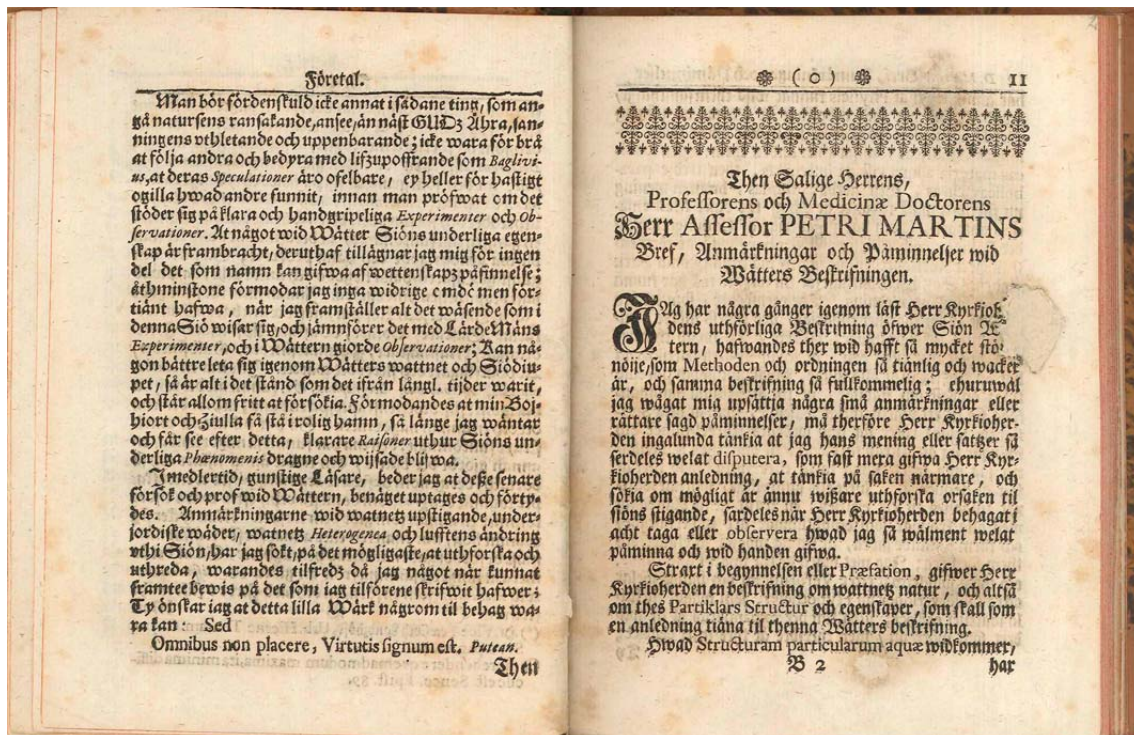 Företal.
Man bör fördenskuld icke annat i sådane ting, som an-
gå natursens ransakande, ansee, än näst GUDz Ahra, san-
ningens vthletande och uppenbarande; icke wara för brå
at följa andra och bedyra med lifzupoffrande som Baglivi-
us, at deras Speculationer äro ofelbare, ey heller för hastigt
ogilla hwad andre funnit, innan man pröfwat om det
stöder sig på klara och handgripeliga Experimenter och Ob-
servationer. At något wid Wätter Siöns underliga egen-
skap är frambracht, deruthaf tillägnar jag mig för ingen
del det som namn kan gifwa af wettenskapz påfinnelse;
åthminstone förmodar jag inga widrige omdöme för-
tiänt hafwa, när jag framställer alt det wäsende som i
denna Siö wisar sig, och jämnförer det med Lärde Mäns
Experimenter, och i Wättern giorde Observationer; Kan nå-
gon bättre leta sig igenom Wätters wattnet och Siödiu-
pet, så är alt i det stånd som det ifrån långl. tijder warit,
och står allom fritt at försökia. Förmodandes at min Boj-
hiort och Ziulla få stå i rolig hamn, så länge jag wäntar
och får see efter detta, klarare Raisoner uthur Siöns un-
derliga Phænomenis dragne och wijsade blifwa.
Imedlertid, gunstige Läsare, beder jag at deße senare
försök och prof wid Wättern, benäget uptages och förty-
des. Anmärkningarne wid watnetz upstigande, under-
jordiske wäder, watnetz Heterogenea och lufftens ändring
vthi Siön, har jag sökt, på det mögligaste, at uthforska och
uthreda, warandes tilfredz då jag något när kunnat
framtee bewis på det som iag tilförene skrifwit hafwer;
Ty önskar iag at detta lilla Wärk någrom til behag wa-
ra kan: Sed
Omnibus non placere, Virtutis signum est. Putean.
Then
( o ) 11
Then Salige Herrens,
Professorens och Medicinæ Doctorens
Herr Assessor PETRI MARTINS
Bref, Anmärkningar och Påminnelser wid
Wätters Beskrifningen.
JAg har några gånger igenom läst Herr Kyrkioh
dens uthförliga Beskrifning öfwer Siön
tern, hafwandes ther wid hafft så mycket
nöije, som Methoden och ordningen så tiänlig och wacker
är, och samma beskrifning så fullkommelig; ehuruwäl
jag wågat mig upsättja några små anmärkningar eller
rättare sagd påminnelser, må therföre Herr Kyrkioher-
den ingalunda tänkia at jag hans mening eller satzer så
serdeles welat disputera, som fast mera gifwa Herr Kyr-
kioherden anledning, at tänkia på saken närmare, och
sökia om mögligt är ännu wißare uthforska orsaken til
siöns stigande, särdeles när Herr Kyrkioherden behagat i
acht taga eller observera hwad jag så wälment welat
påminna och wid handen gifwa.
Straxt i begynnelsen eller Præfation, gifwer Herr
Kyrkioherden en beskrifning om wattnetz natur, och altså
om thes Partiklars Structur och egenskaper, som skall som
en anledning tiäna til thenna Wätters beskrifning.
Hwad Structuram particularum aquæ widkommer,
B 2 har